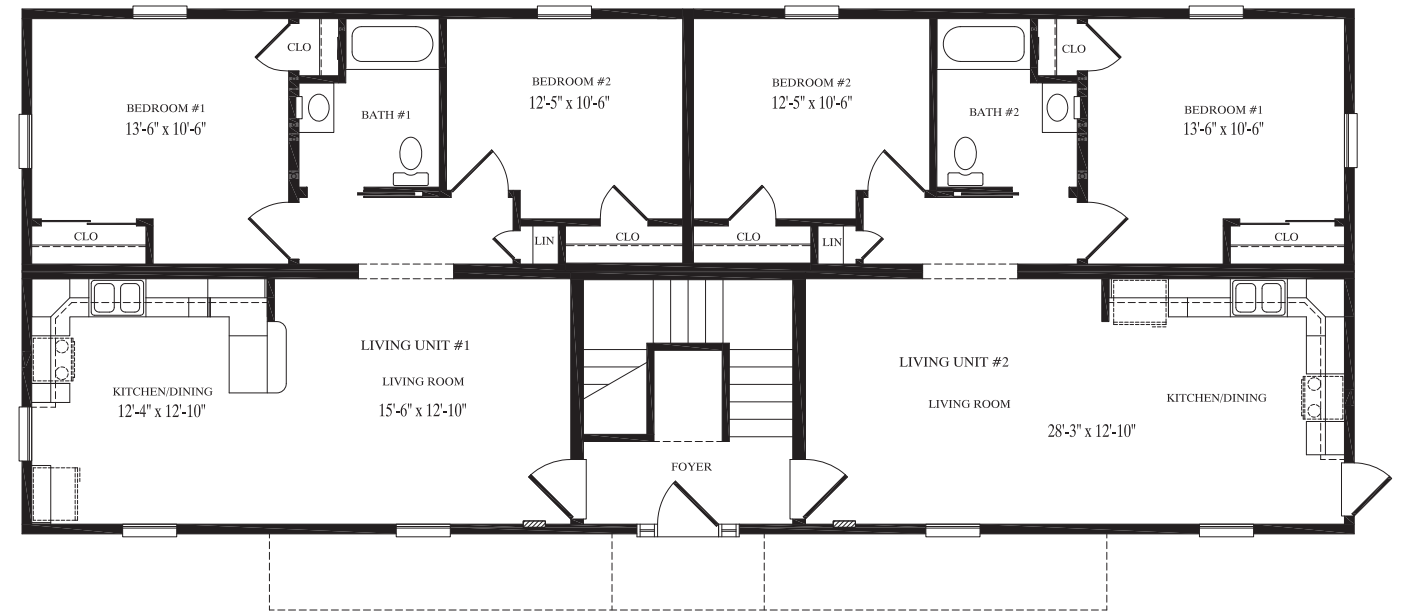 CLO
BEDROOM #1
13'-6" x 10'-6"
BATH #1
BEDROOM #2
12'-5" x 10'-6"
BEDROOM #2
12'-5" x 10'-6"
BATH #2
CLO
BEDROOM #1
13'-6" x 10'-6"
CLO
LIN
CLO
CLO
LIN
CLO
LIVING UNIT #1
LIVING ROOM
15'-6" x 12'-10"
KITCHEN/DINING
12'-4" x 12'-10"
FOYER
LIVING UNIT #2
LIVING ROOM
28'-3" x 12'-10"
KITCHEN/DINING